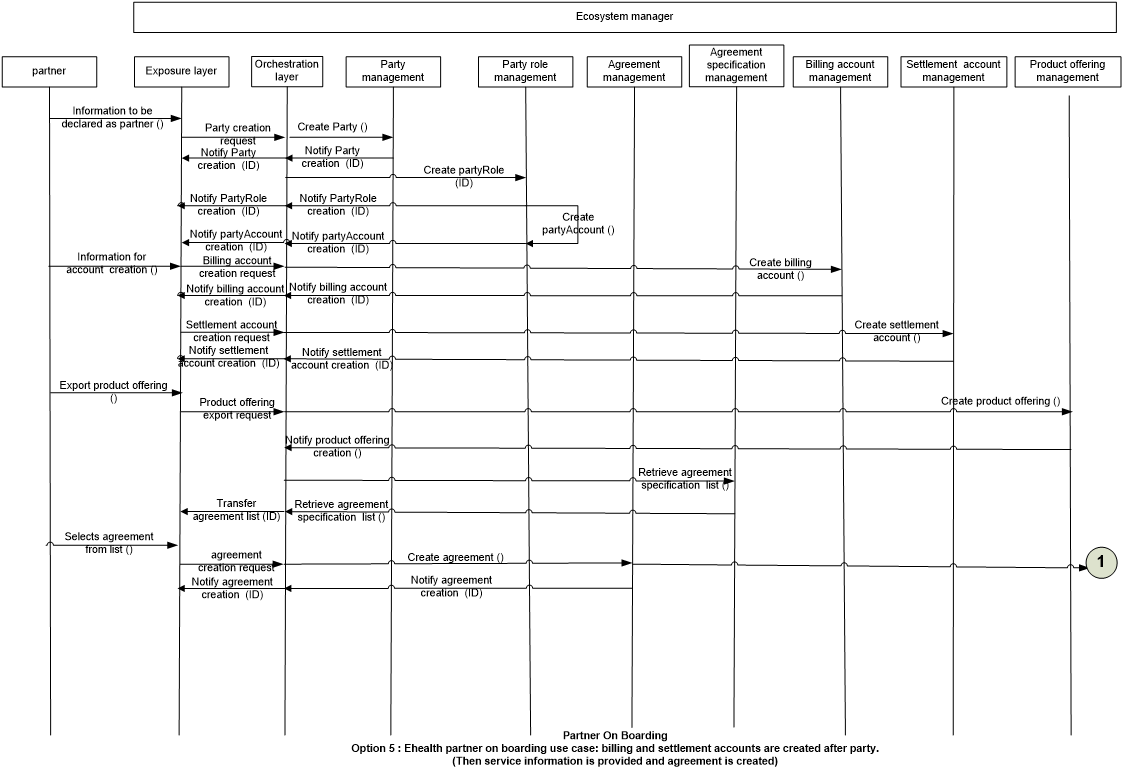 Ecosystem manager
partner
Exposure layer
Orchestration
layer
Party
management
Party role
management
Agreement
management
Agreement
specification
management
Billing account
management
Settlement account
management
Product offering
management
Information to be
declared as partner ()
Party creation
request
Create Party ()
Notify Party
creation (ID)
Notify Party
creation (ID)
Create partyRole
(ID)
Notify PartyRole
creation (ID)
Notify PartyRole
creation (ID)
Create
partyAccount ()
Notify partyAccount
creation (ID)
Notify partyAccount
creation (ID)
Information for
account creation ()
Billing account
creation request
Create billing
account ()
Notify billing account
creation (ID)
Notify billing account
creation (ID)
Settlement account
creation request
Create settlement
account ()
Notify settlement
account creation (ID)
Notify settlement
account creation (ID)
Export product offering
()
Product offering
export request
Create product offering ()
Notify product offering
creation ()
Retrieve agreement
specification list ()
Transfer
agreement list (ID)
Retrieve agreement
specification list ()
Selects agreement
from list ()
agreement
creation request
Create agreement ()
1
Notify agreement
creation (ID)
Notify agreement
creation (ID)
Partner On Boarding
Option 5 : Ehealth partner on boarding use case: billing and settlement accounts are created after party.
(Then service information is provided and agreement is created)